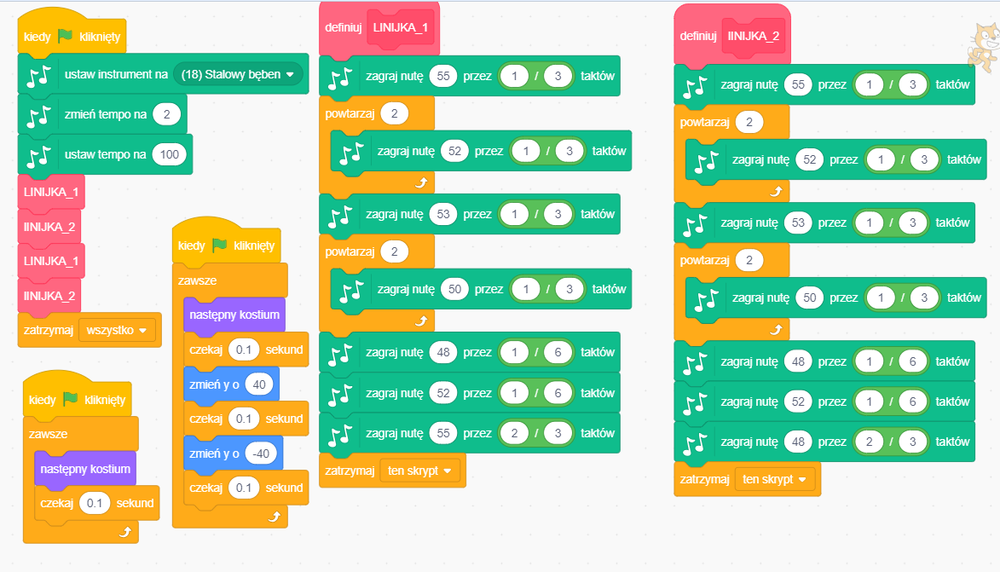 kiedy kliknięty
ustaw instrument na (18) Stalowy bęben
zmień tempo na 2
ustaw tempo na 100
LINIJKA_1
lINIJKA_2
LINIJKA_1
lINIJKA_2
zatrzymaj wszystko
kiedy kliknięty
zawsze
następny kostium
czekaj 0.1 sekund
kiedy kliknięty
zawsze
następny kostium
czekaj 0.1 sekund
zmień y o 40
czekaj 0.1 sekund
zmień y o -40
czekaj 0.1 sekund
definiuj LINIJKA_1
zagraj nutę 55 przez 1 / 3 taktów
powtarzaj 2
zagraj nutę 52 przez 1 / 3 taktów
zagraj nutę 53 przez 1 / 3 taktów
powtarzaj 2
zagraj nutę 50 przez 1 / 3 taktów
zagraj nutę 48 przez 1 / 6 taktów
zagraj nutę 52 przez 1 / 6 taktów
zagraj nutę 55 przez 2 / 3 taktów
zatrzymaj ten skrypt
definiuj lINIJKA_2
zagraj nutę 55 przez 1 / 3 taktów
powtarzaj 2
zagraj nutę 52 przez 1 / 3 taktów
zagraj nutę 53 przez 1 / 3 taktów
powtarzaj 2
zagraj nutę 50 przez 1 / 3 taktów
zagraj nutę 48 przez 1 / 6 taktów
zagraj nutę 52 przez 1 / 6 taktów
zagraj nutę 48 przez 2 / 3 taktów
zatrzymaj ten skrypt